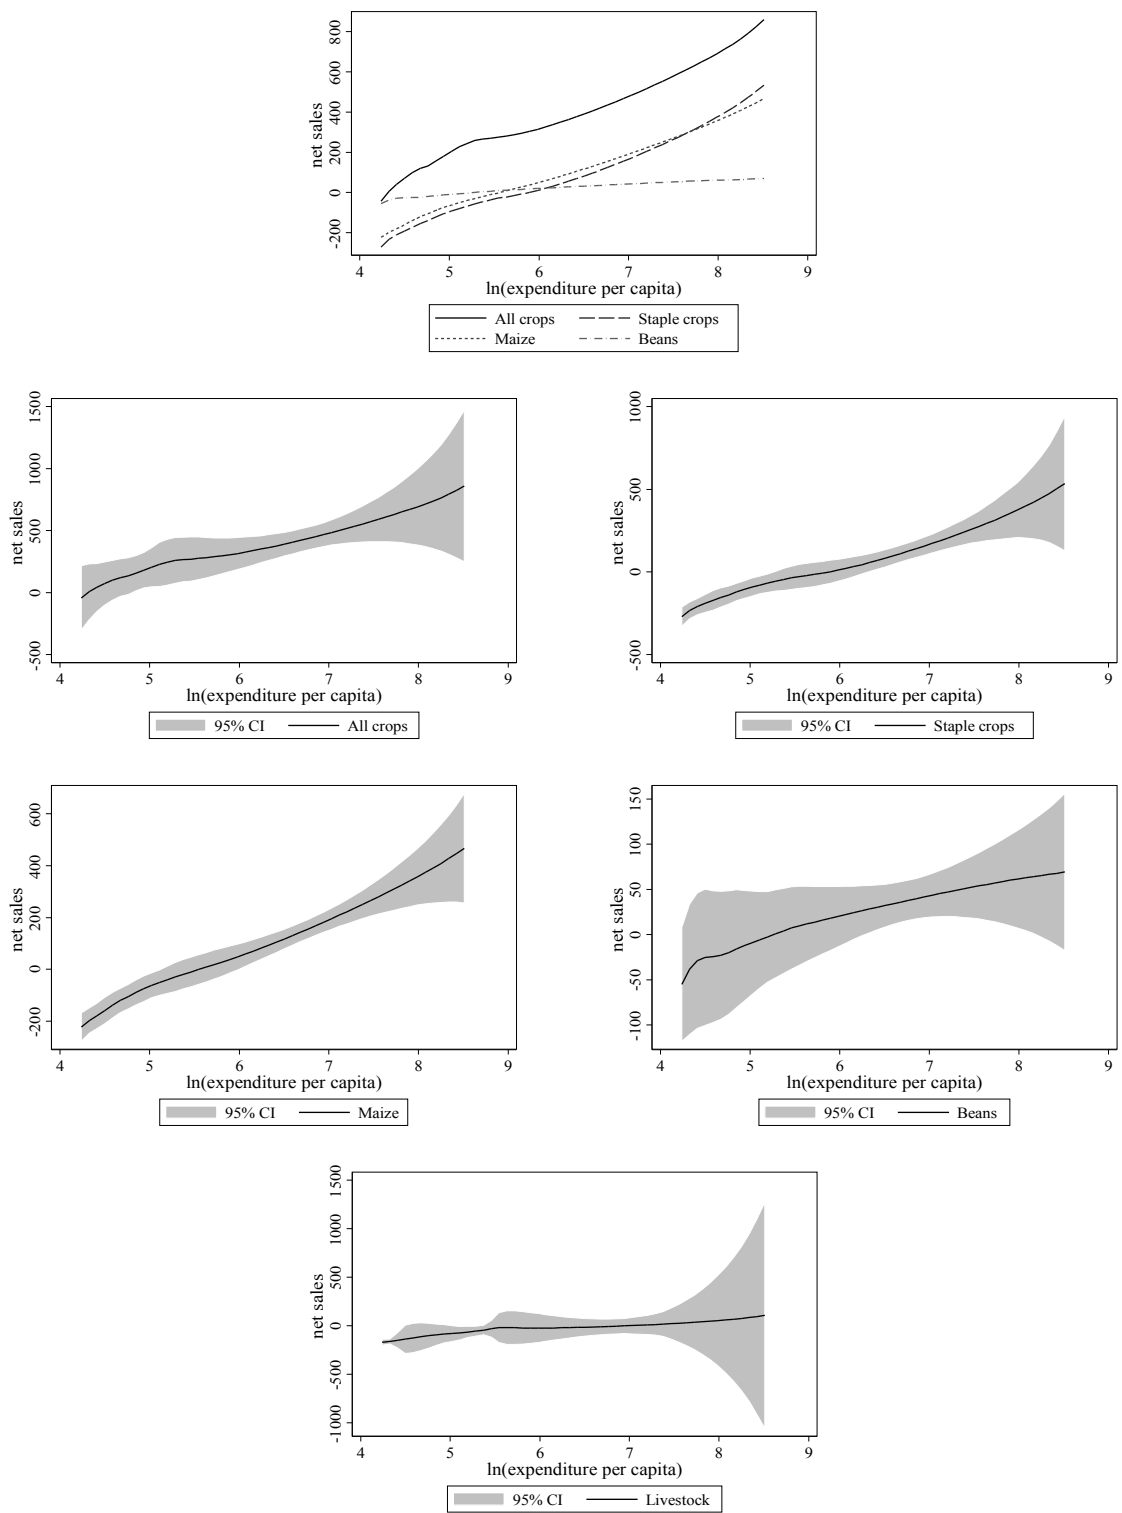 800
600
400
200
0
-200
net sales
4 5 6 7 8 9
ln(expenditure per capita)
All crops Staple crops
Maize Beans
1500
1000
500
0
-500
net sales
4 5 6 7 8 9
ln(expenditure per capita)
95% CI All crops
1000
500
0
-500
net sales
4 5 6 7 8 9
ln(expenditure per capita)
95% CI Staple crops
600
400
200
0
-200
net sales
4 5 6 7 8 9
ln(expenditure per capita)
95% CI Maize
150
100
50
0
-50
-100
net sales
4 5 6 7 8 9
ln(expenditure per capita)
95% CI Beans
1500
1000
500
0
-500
-1000
net sales
4 5 6 7 8 9
ln(expenditure per capita)
95% CI Livestock